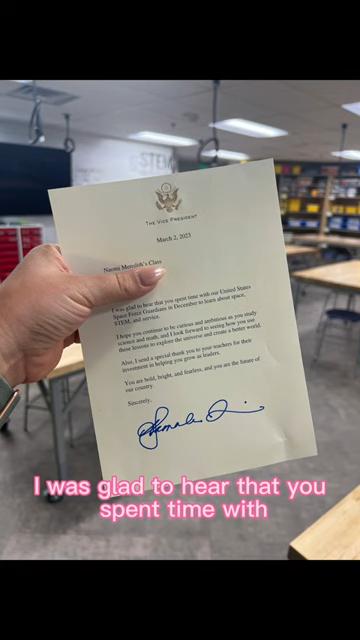 STEM
THE VICE PRESIDENT
March 2, 2023
Naomi Meredith's Class
I was glad to hear that you spent time with our United States
Space Force Guardians in December to learn about space,
STEM, and service.
I hope you continue to be curious and ambitious as you study
science and math, and I look forward to seeing how you use
these lessons to explore the universe and create a better world.
Also, I send a special thank you to your teachers for their
investment in helping you grow as leaders.
You are bold, bright, and fearless, and you are the future of
our country.
Sincerely,
I was glad to hear that you
spent time with